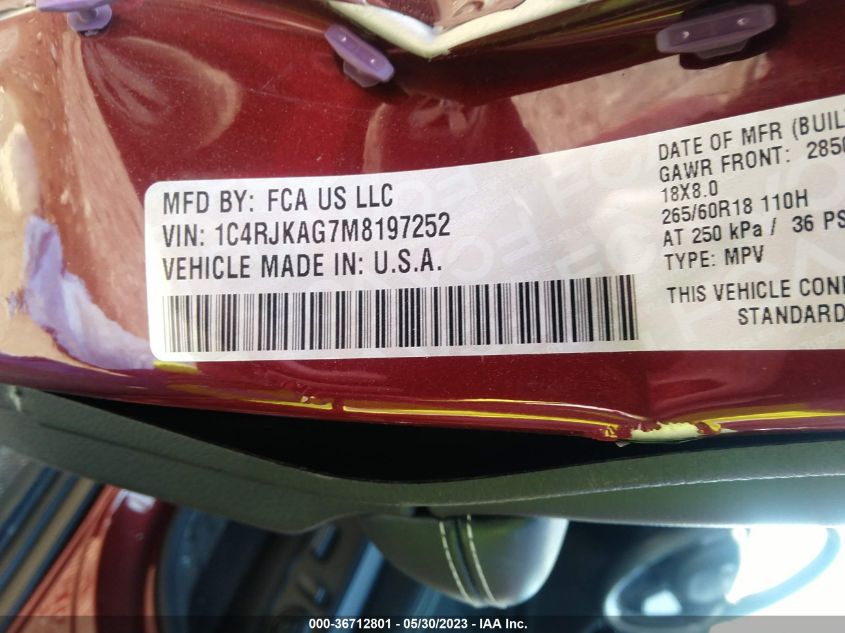 MFD BY: FCA US LLC
VIN: 1C4RJKAG7M8197252
VEHICLE MADE IN: U.S.A.
DATE OF MFR (BUIL
GAWR FRONT: 285
18X8.0
265/60R18 110H
AT 250 kPa / 36 PS
TYPE: MPV
THIS VEHICLE CON
STANDARD
000-36712801 - 05/30/2023 - IAA Inc.